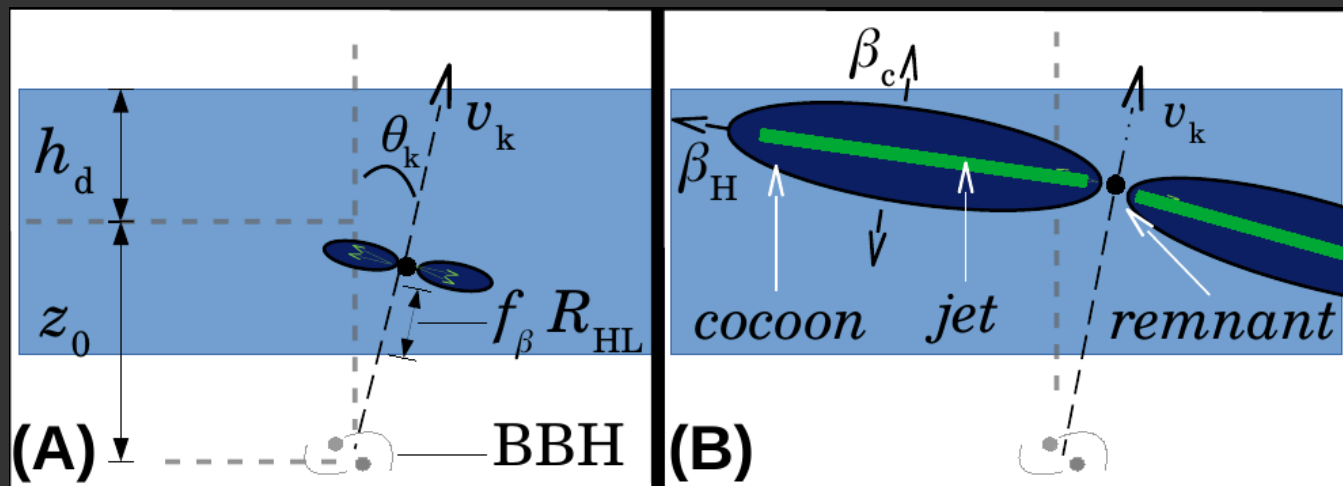 h_d
z_0
θ_k
v_k
f_β R_HL
BBH
(A)
β_c
β_H
v_k
cocoon
jet
remnant
(B)